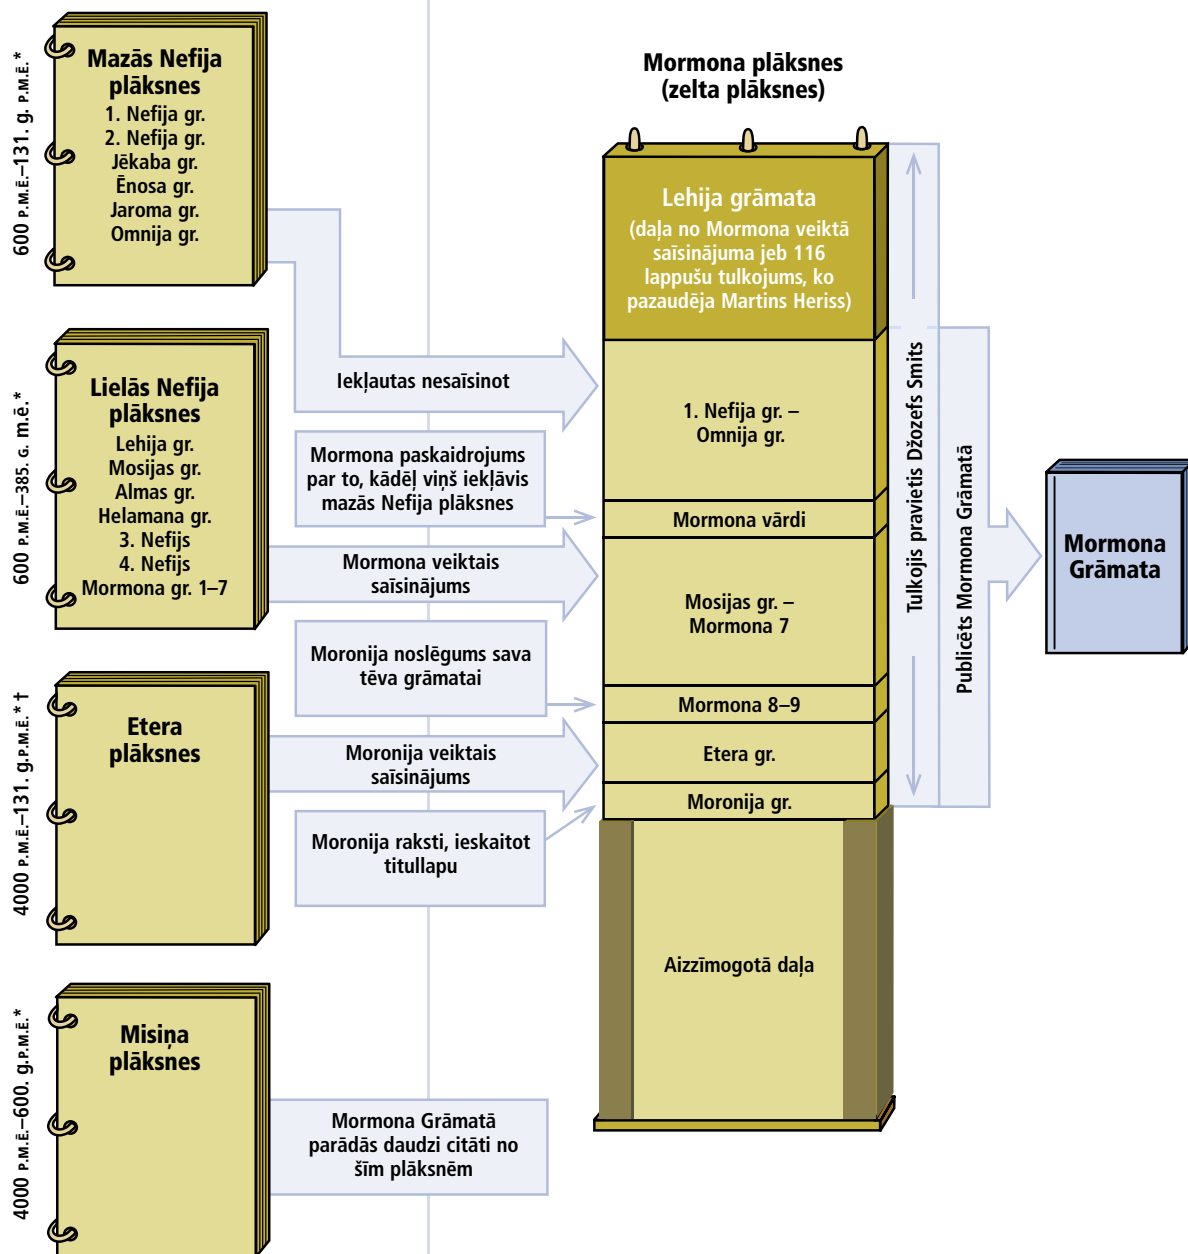 600 P.M.Ē.–131. g. P.M.Ē.*
Mazās Nefija
plāksnes
1. Nefija gr.
2. Nefija gr.
Jēkaba gr.
Ēnosa gr.
Jaroma gr.
Omnija gr.
600 P.M.Ē.–385. G. m.ē.*
Lielās Nefija
plāksnes
Lehija gr.
Mosijas gr.
Almas gr.
Helamana gr.
3. Nefijs
4. Nefijs
Mormona gr. 1–7
4000 P.M.Ē.–131. g.P.M.Ē.* †
Etera
plāksnes
4000 P.M.Ē.–600. g.P.M.Ē.*
Misiņa
plāksnes
Iekļautas nesaīsinot
Mormona paskaidrojums
par to, kādēļ viņš iekļāvis
mazās Nefija plāksnes
Mormona veiktais
saīsinājums
Moronija noslēgums sava
tēva grāmatai
Moronija veiktais
saīsinājums
Moronija raksti, ieskaitot
titullapu
Mormona Grāmatā
parādās daudzi citāti no
šīm plāksnēm
Mormona plāksnes
(zelta plāksnes)
Lehija grāmata
(daļa no Mormona veiktā
saīsinājuma jeb 116
lappušu tulkojums, ko
pazaudēja Martins Heriss)
1. Nefija gr. –
Omnija gr.
Mormona vārdi
Mosijas gr. –
Mormona 7
Mormona 8–9
Etera gr.
Moronija gr.
Aizzīmogotā daļa
Tulkojis pravietis Džozefs Smits
Publicēts Mormona Grāmatā
Mormona
Grāmata